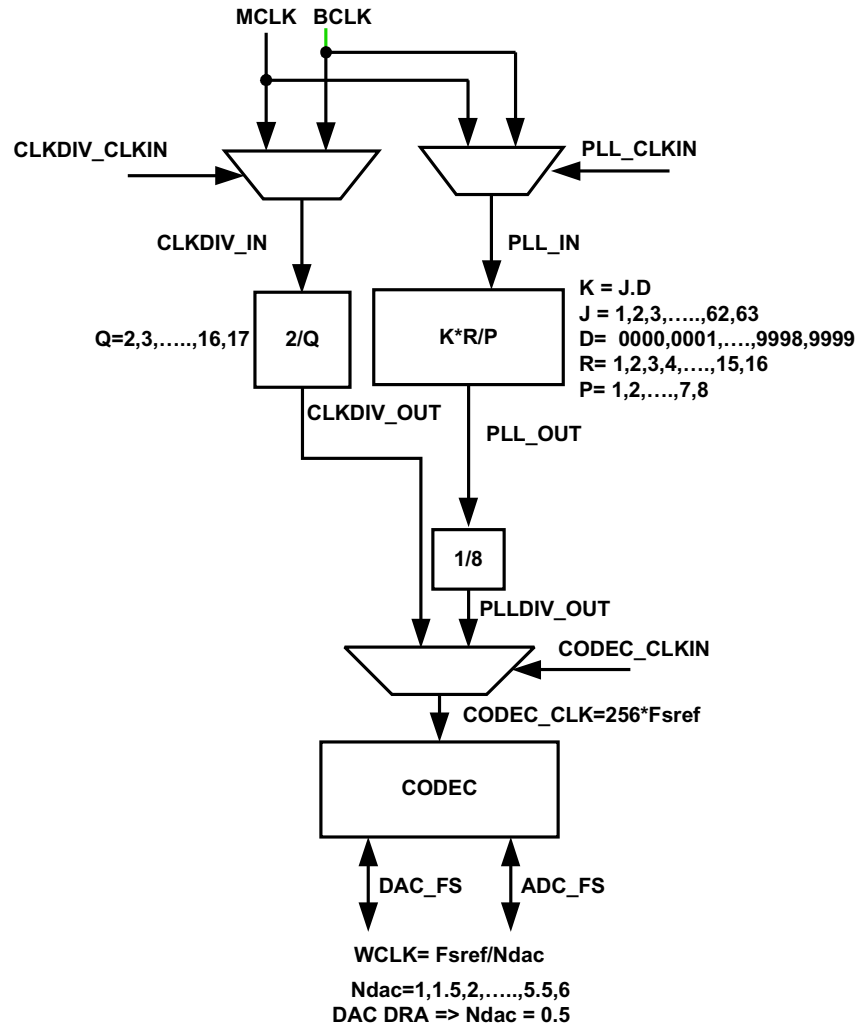 MCLK BCLK
CLKDIV_CLKIN
PLL_CLKIN
CLKDIV_IN
PLL_IN
Q=2,3,.....,16,17
2/Q
K*R/P
K = J.D
J = 1,2,3,.....,62,63
D= 0000,0001,....,9998,9999
R= 1,2,3,4,....,15,16
P= 1,2,....,7,8
CLKDIV_OUT
PLL_OUT
1/8
PLLDIV_OUT
CODEC_CLKIN
CODEC_CLK=256*Fsref
CODEC
DAC_FS
ADC_FS
WCLK= Fsref/Ndac
Ndac=1,1.5,2,.....,5.5,6
DAC DRA => Ndac = 0.5